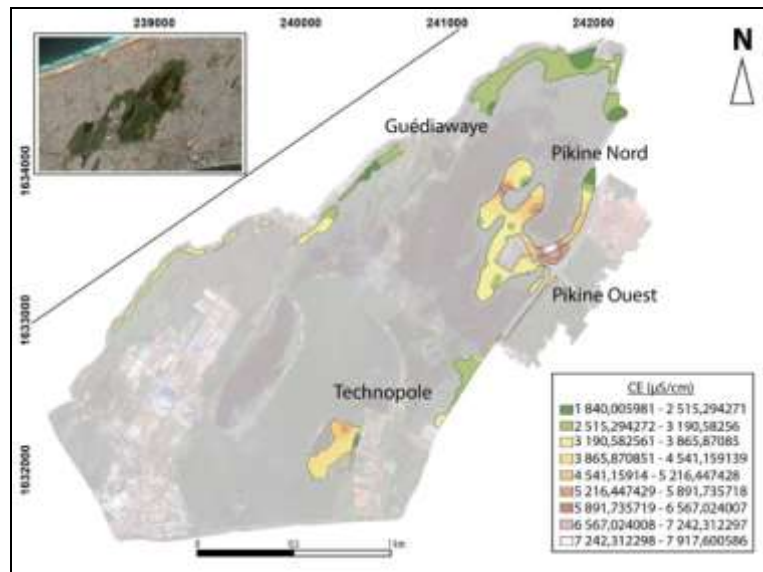 239000 240000 241000 242000
N
Guédiawaye
Pikine Nord
1634000
Pikine Ouest
1633000
Technopole
1632000
CE (µS/cm)
1 840,005981 - 2 515,294271
2 515,294272 - 3 190,58256
3 190,582561 - 3 865,87085
3 865,870851 - 4 541,159139
4 541,15914 - 5 216,447428
5 216,447429 - 5 891,735718
5 891,735719 - 6 567,024007
6 567,024008 - 7 242,312297
7 242,312298 - 7 917,600586
0 1
km